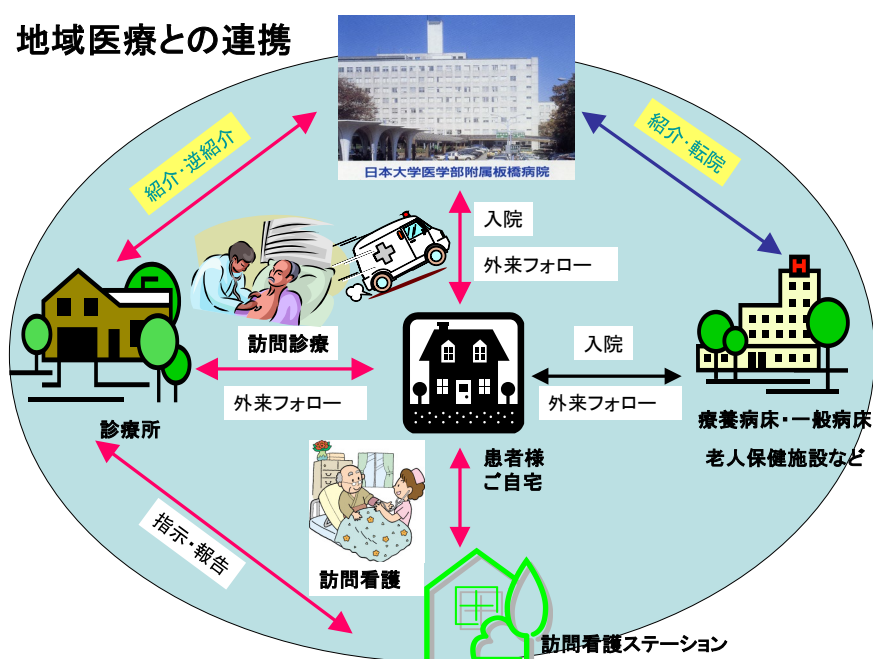 地域医療との連携
日本大学医学部附属板橋病院
紹介・逆紹介
紹介・転院
入院
外来フォロー
訪問診療
外来フォロー
入院
外来フォロー
H
診療所
療養病床・一般病床
老人保健施設など
患者様
ご自宅
指示・報告
訪問看護
訪問看護ステーション